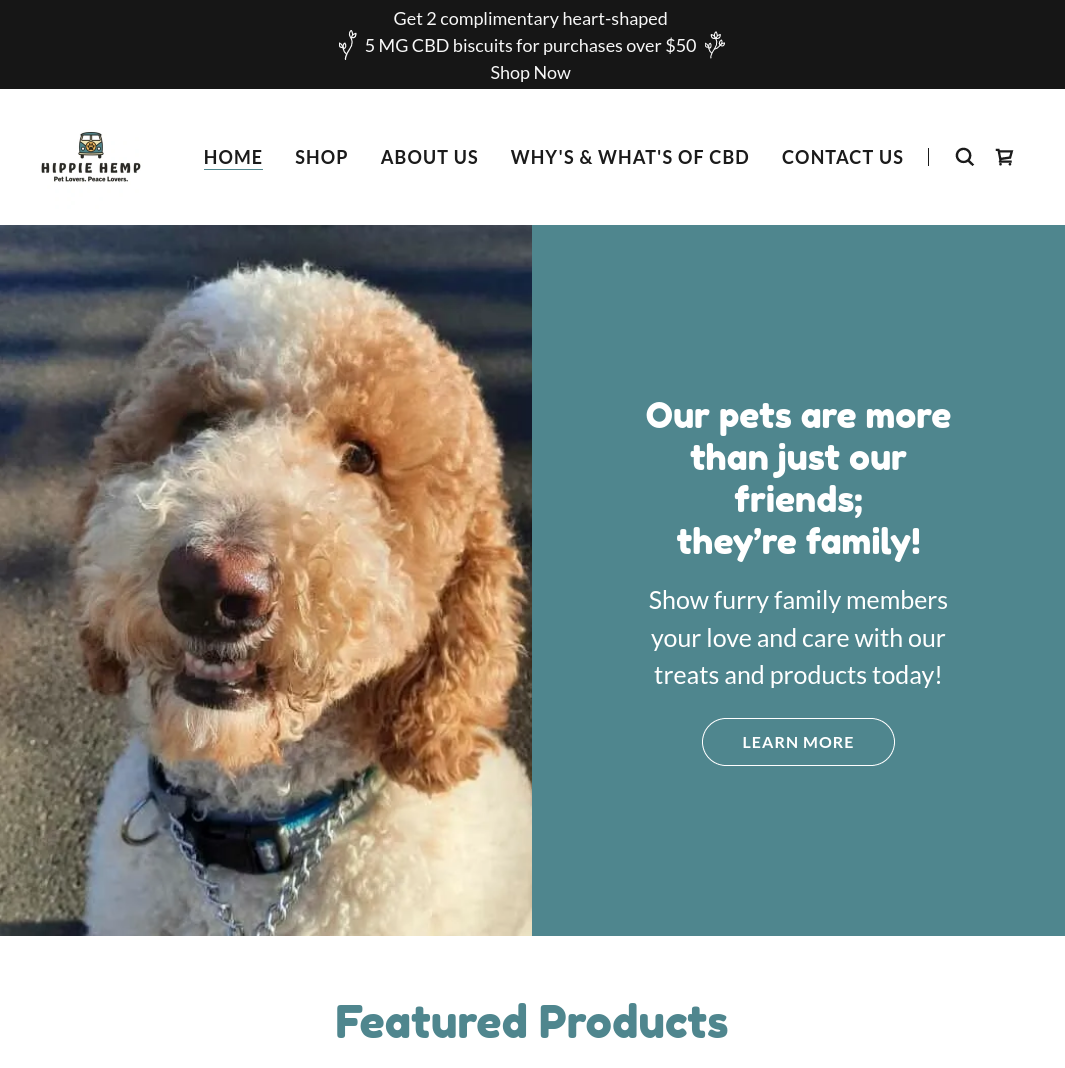 Get 2 complimentary heart-shaped
5 MG CBD biscuits for purchases over $50
Shop Now
HIPPIE HEMP
Pet Lovers. Peace Lovers.
HOME
SHOP
ABOUT US
WHY'S & WHAT'S OF CBD
CONTACT US
Our pets are more
than just our
friends;
they’re family!
Show furry family members
your love and care with our
treats and products today!
LEARN MORE
Featured Products